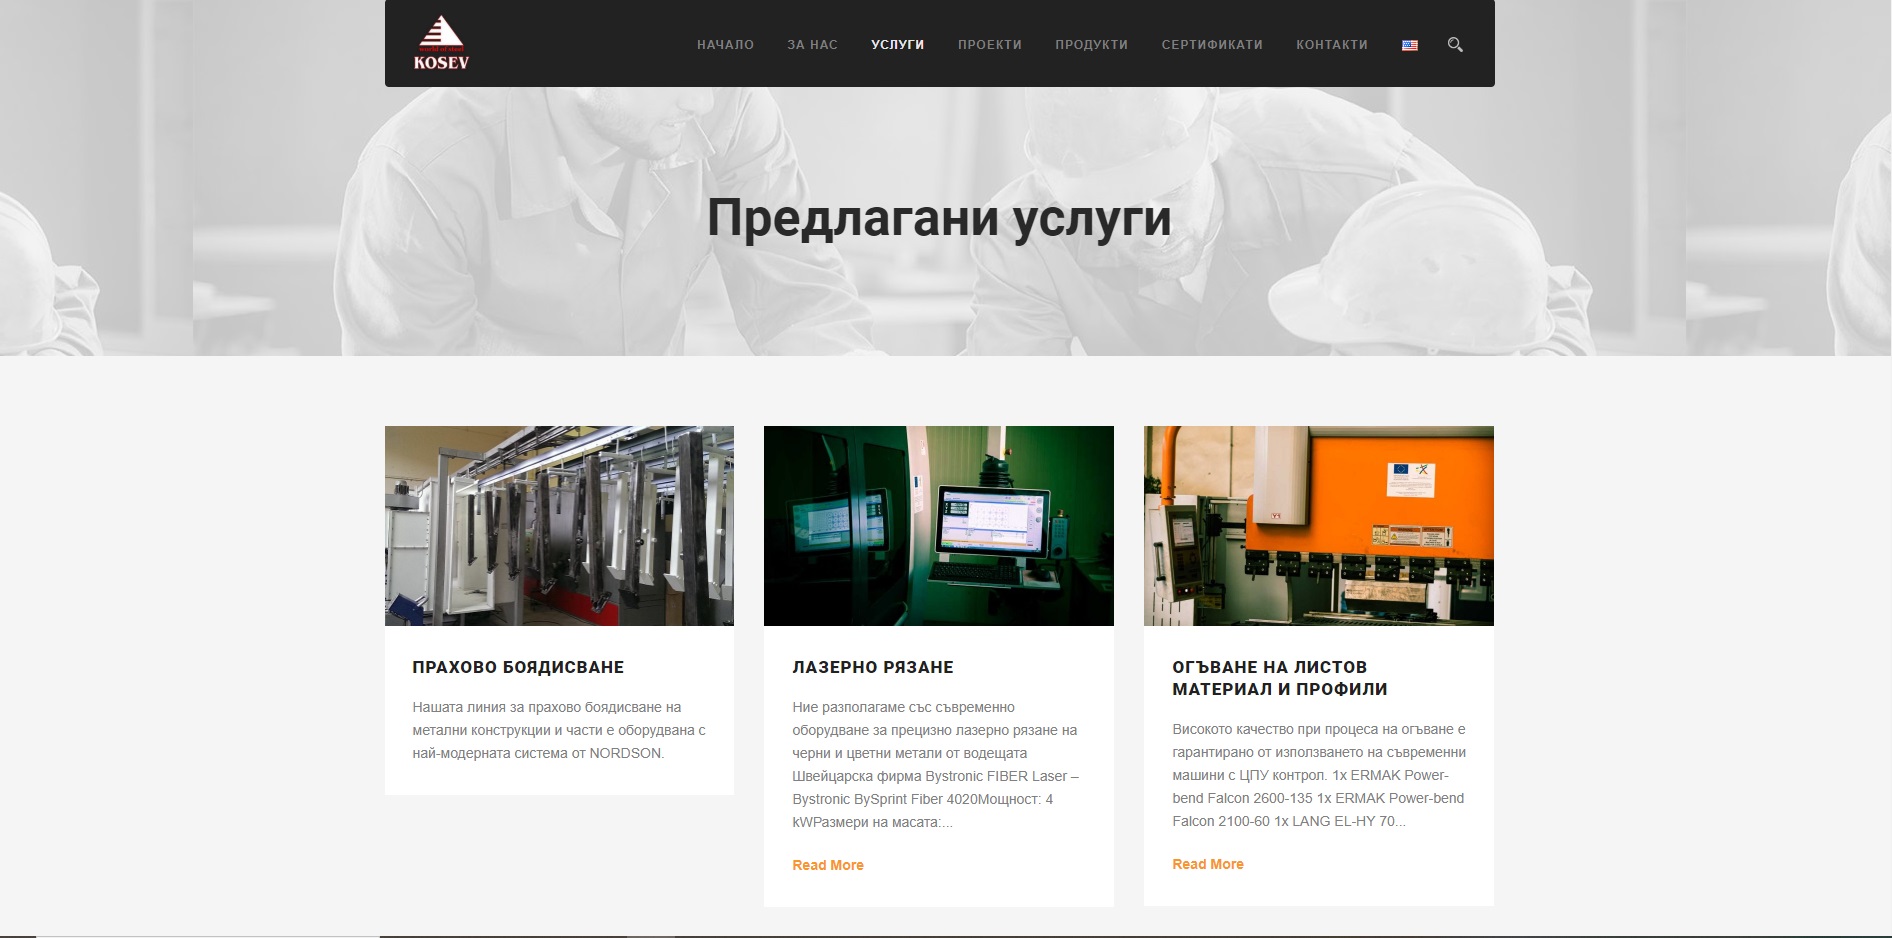 world of steel
KOSEV
НАЧАЛО ЗА НАС УСЛУГИ ПРОЕКТИ ПРОДУКТИ СЕРТИФИКАТИ КОНТАКТИ
Предлагани услуги
ПРАХОВО БОЯДИСВАНЕ
Нашата линия за прахово боядисване на
метални конструкции и части е оборудвана с
най-модерната система от NORDSON.
ЛАЗЕРНО РЯЗАНЕ
Ние разполагаме със съвременно
оборудване за прецизно лазерно рязане на
черни и цветни метали от водещата
Швейцарска фирма Bystronic FIBER Laser –
Bystronic BySprint Fiber 4020Мощност: 4
kWРазмери на масата:...
Read More
ОГЪВАНЕ НА ЛИСТОВ
МАТЕРИАЛ И ПРОФИЛИ
Високото качество при процеса на огъване е
гарантирано от използването на съвременни
машини с ЦПУ контрол. 1x ERMAK Power-
bend Falcon 2600-135 1x ERMAK Power-bend
Falcon 2100-60 1x LANG EL-HY 70...
Read More